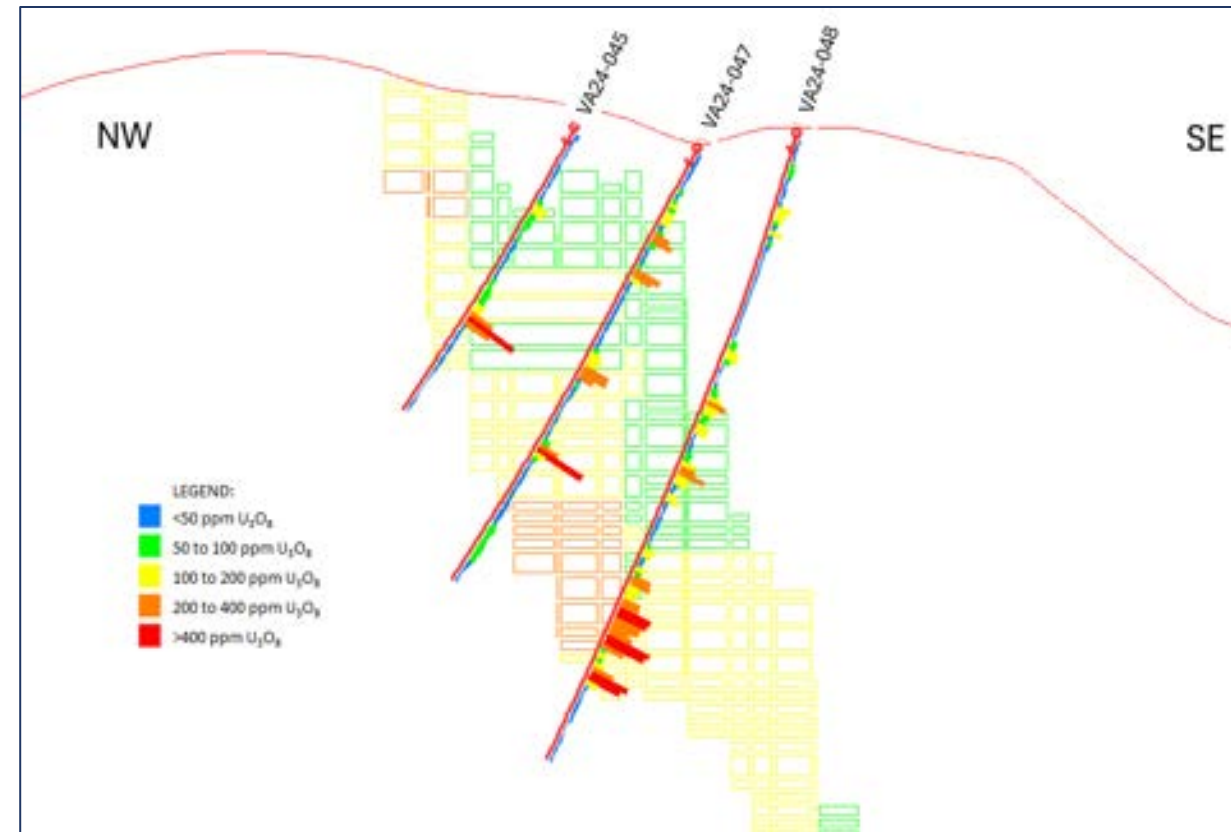 VA24-045
VA24-047
VA24-048
NW
SE
LEGEND:
<50 ppm U₃O₈
50 to 100 ppm U₃O₈
100 to 200 ppm U₃O₈
200 to 400 ppm U₃O₈
>400 ppm U₃O₈